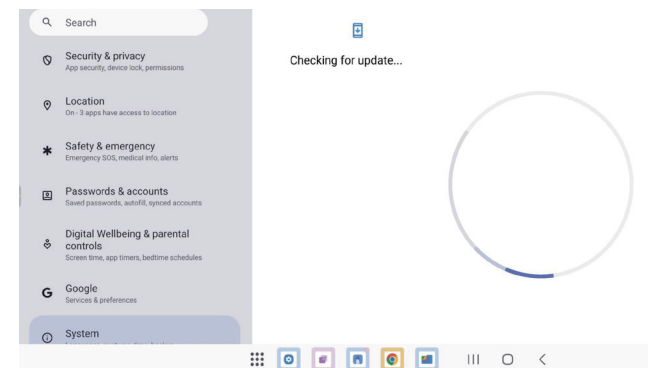 Search
Security & privacy
App security, device lock, permissions
Location
On - 3 apps have access to location
Safety & emergency
Emergency SOS, medical info, alerts
Passwords & accounts
Saved passwords, autofill, synced accounts
Digital Wellbeing & parental
controls
Screen time, app timers, bedtime schedules
Google
Services & preferences
System
Checking for update...